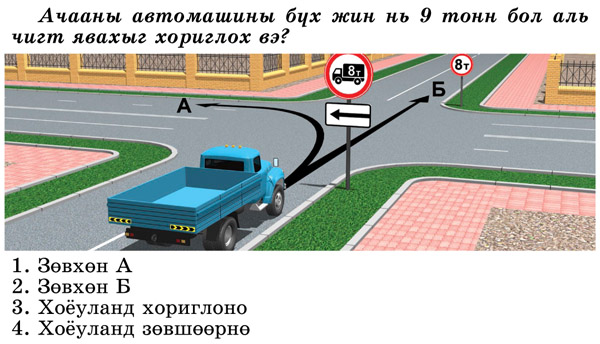 Ачааны автомашины бүх жин нь 9 тонн бол аль
чигт явахыг хориглох вэ?
8т
8т
А
Б
1. Зөвхөн А
2. Зөвхөн Б
3. Хоёуланд хориглоно
4. Хоёуланд зөвшөөрнө